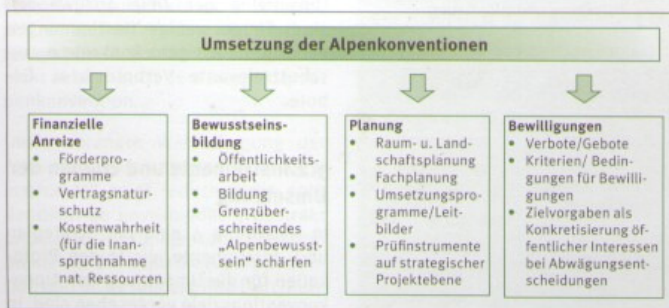 Umsetzung der Alpenkonventionen
Finanzielle
Anreize
• Förderpro-
gramme
• Vertragsnatur-
schutz
• Kostenwahrheit
(für die Inan-
spruchnahme
nat. Ressourcen
Bewusstseins-
bildung
• Öffentlichkeits-
arbeit
• Bildung
• Grenzüber-
schreitendes
„Alpenbewusst-
sein“ schärfen
Planung
• Raum- u. Land-
schaftsplanung
• Fachplanung
• Umsetzungspro-
gramme/Leit-
bilder
• Prüfinstrumente
auf strategischer
Projektebene
Bewilligungen
• Verbote/Gebote
• Kriterien/ Bedin-
gungen für Bewilli-
gungen
• Zielvorgaben als
Konkretisierung öf-
fentlicher Interessen
bei Abwägungsent-
scheidungen